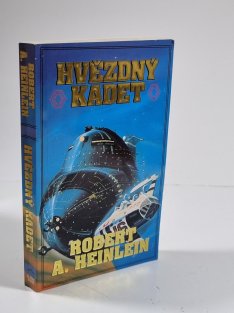 HVĚZDNÝ
KADET
ROBERT
A. HEINLEIN
ROBERT
A. HEINLEIN
HVĚZDNÝ KADET